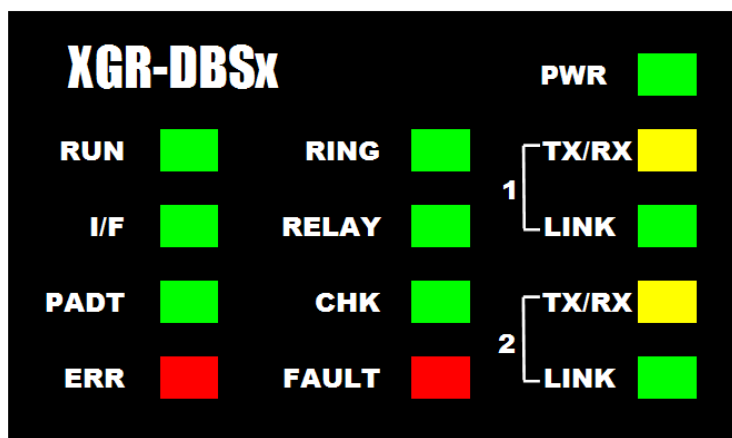 XGR-DBSx
PWR
RUN RING TX/RX
1
I/F RELAY LINK
PADT CHK TX/RX
2
ERR FAULT LINK